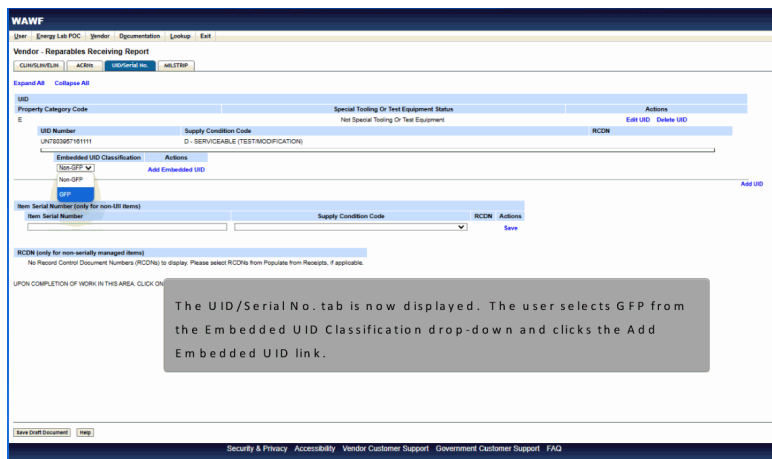 WAWF
User Energy Lab POC Vendor Documentation Lookup Exit
Vendor - Reparables Receiving Report
CLIN/SLIN/ELIN ACRNs UID/Serial No. MILSTRIP
Expand All Collapse All
UID
Property Category Code Special Tooling Or Test Equipment Status Actions
E Not Special Tooling Or Test Equipment Edit UID Delete UID
UID Number Supply Condition Code RCDN
UN7803957161111 D - SERVICEABLE (TEST/MODIFICATION)
Embedded UID Classification Actions
Non-GFP Add Embedded UID
Non-GFP
GFP
Add UID
Item Serial Number (only for non-UII items)
Item Serial Number Supply Condition Code RCDN Actions
Save
RCDN (only for non-serially managed items)
No Record Control Document Numbers (RCDNs) to display. Please select RCDNs from Populate from Receipts, if applicable.
UPON COMPLETION OF WORK IN THIS AREA, CLICK ON
The UID/Serial No. tab is now displayed. The user selects GFP from
the Embedded UID Classification drop-down and clicks the Add
Embedded UID link.
Save Draft Document Help
Security & Privacy Accessibility Vendor Customer Support Government Customer Support FAQ